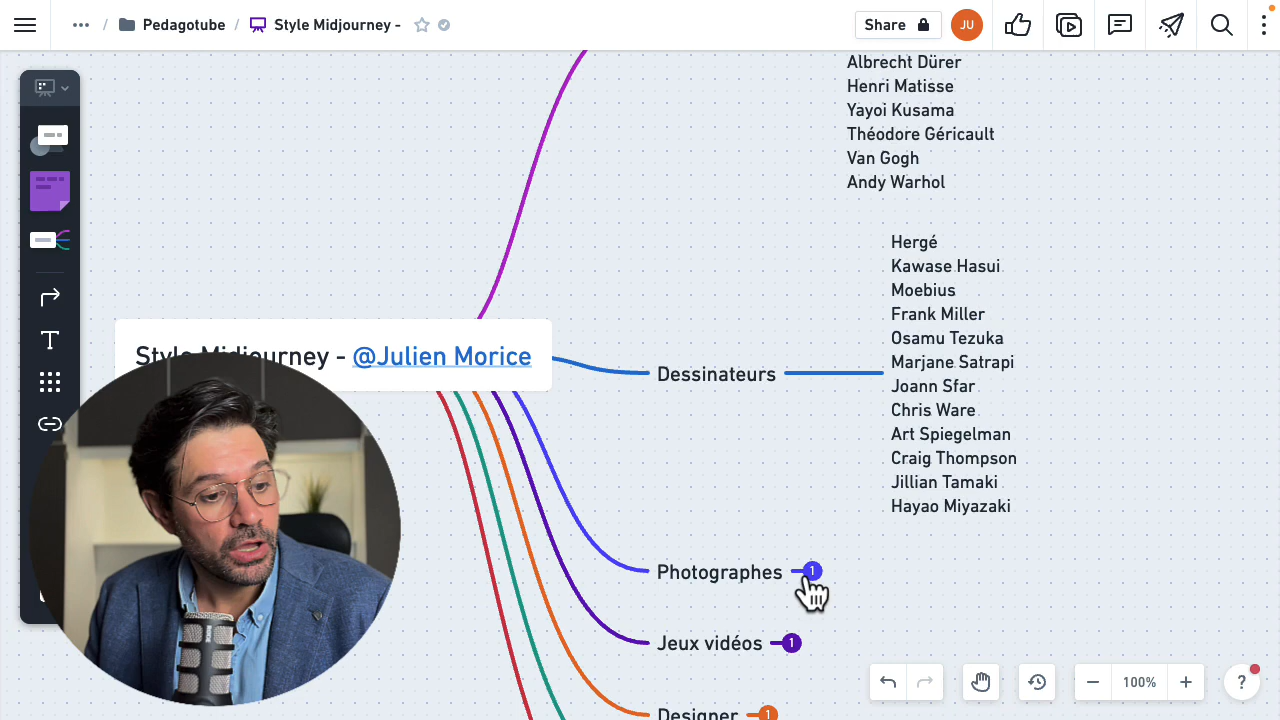 ••• / Pedagotube / Style Midjourney -
Share
JU
Albrecht Dürer
Henri Matisse
Yayoi Kusama
Théodore Géricault
Van Gogh
Andy Warhol
Hergé
Kawase Hasui
Moebius
Frank Miller
Osamu Tezuka
Marjane Satrapi
Joann Sfar
Chris Ware
Art Spiegelman
Craig Thompson
Jillian Tamaki
Hayao Miyazaki
Style Midjourney - @Julien Morice
Dessinateurs
Photographes 1
Jeux vidéos 1
Designer 1
T
100%
?